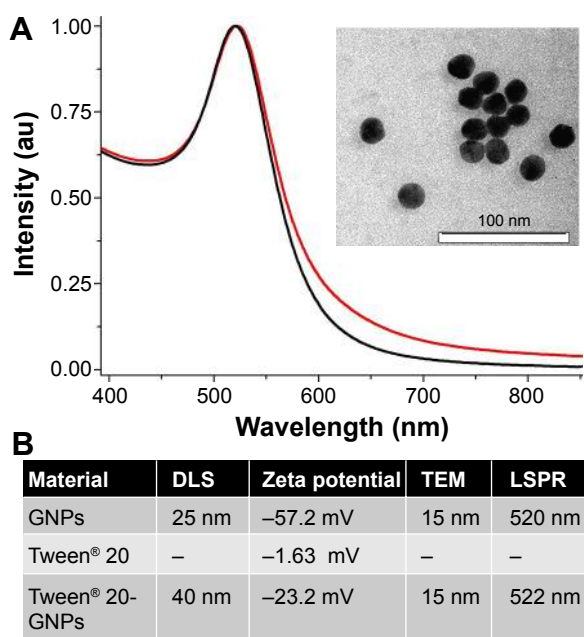 A
1.00
0.75
0.50
0.25
0.00
Intensity (au)
100 nm
400 500 600 700 800
Wavelength (nm)
B
Material DLS Zeta potential TEM LSPR
GNPs 25 nm –57.2 mV 15 nm 520 nm
Tween® 20 – –1.63 mV – –
Tween® 20-
GNPs 40 nm –23.2 mV 15 nm 522 nm